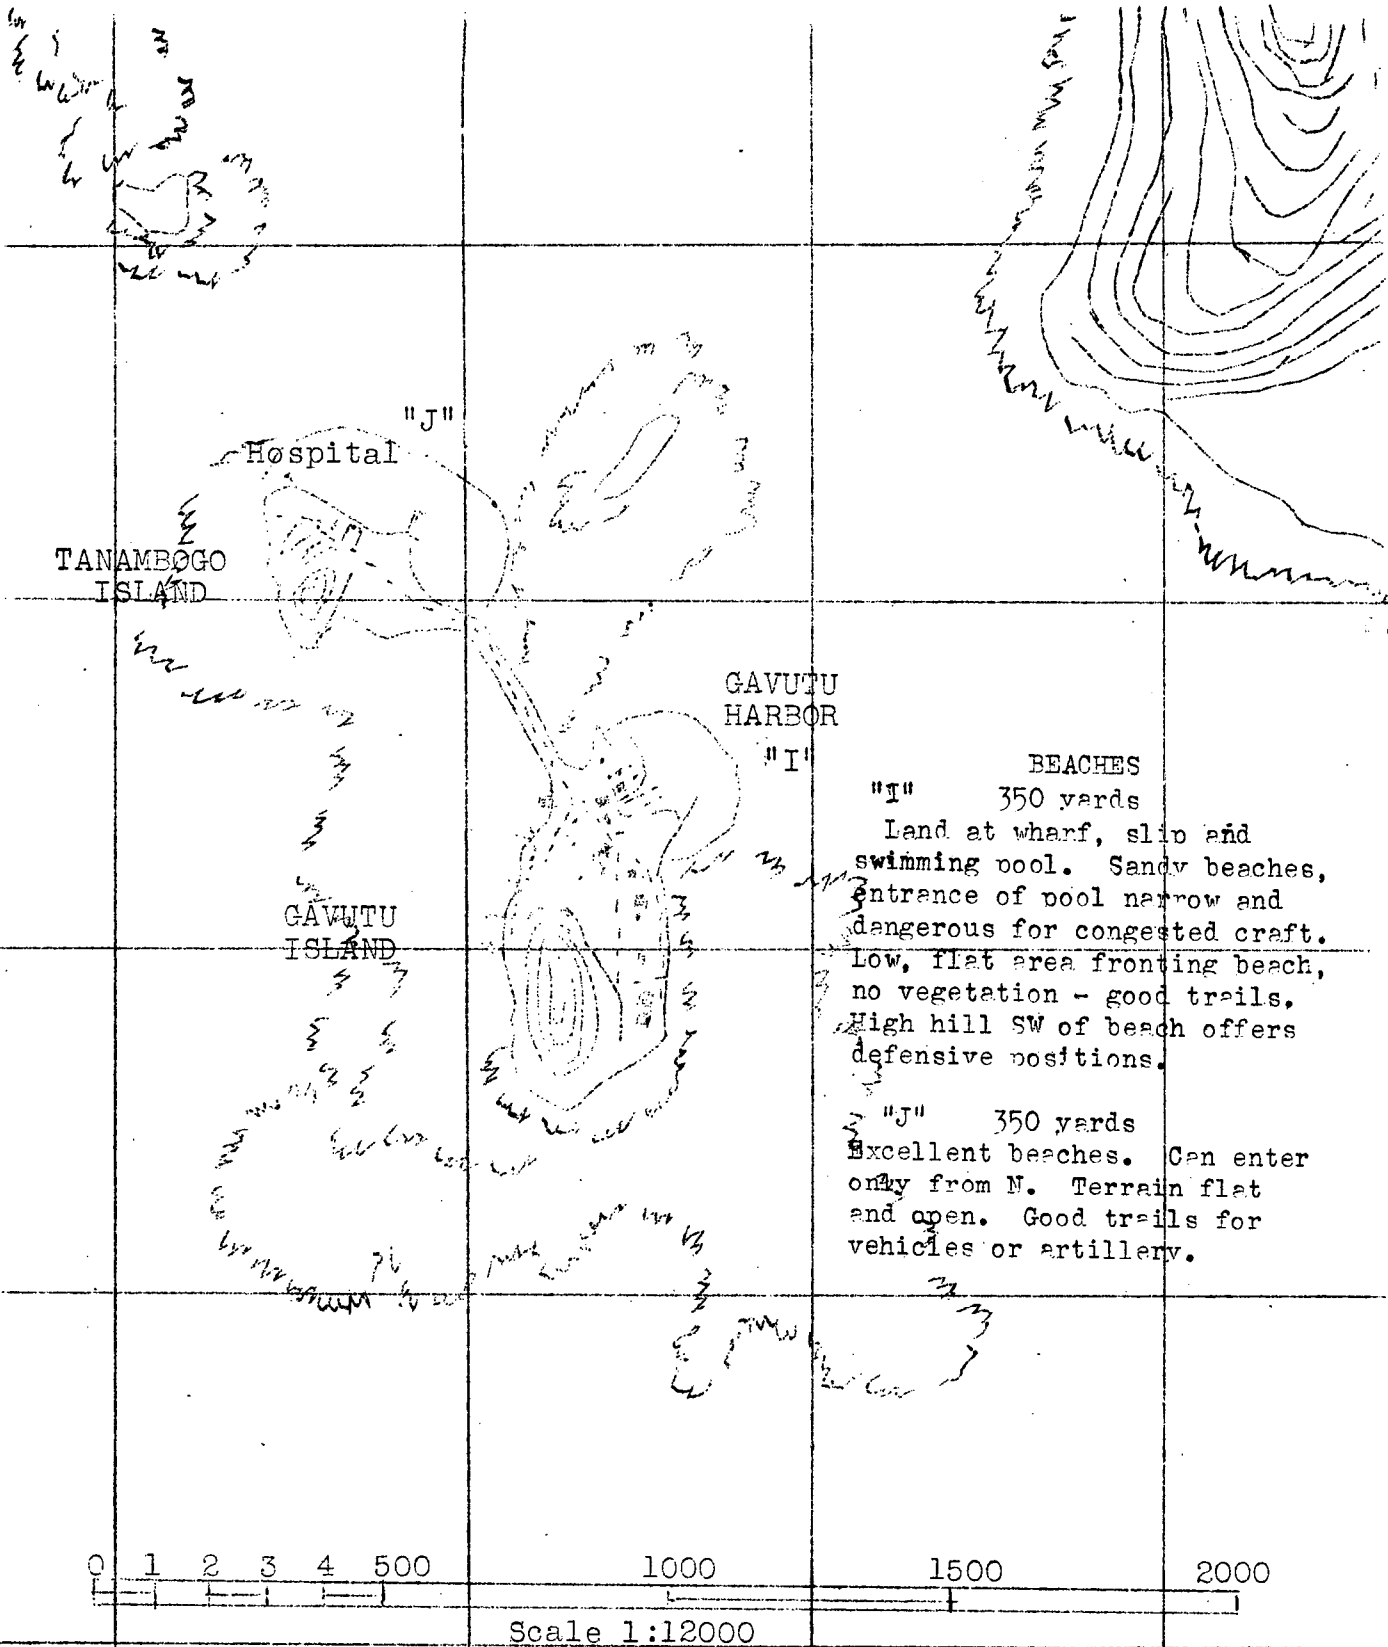 "J"
Hospital
TANAMBOGO
ISLAND
GAVUTU
HARBOR
"I"
GAVUTU
ISLAND
BEACHES
"I" 350 yards
Land at wharf, slip and
swimming pool. Sandy beaches,
entrance of pool narrow and
dangerous for congested craft.
Low, flat area fronting beach,
no vegetation - good trails.
High hill SW of beach offers
defensive positions.
"J" 350 yards
Excellent beaches. Can enter
only from N. Terrain flat
and open. Good trails for
vehicles or artillery.
0 1 2 3 4 500 1000 1500 2000
Scale 1:12000